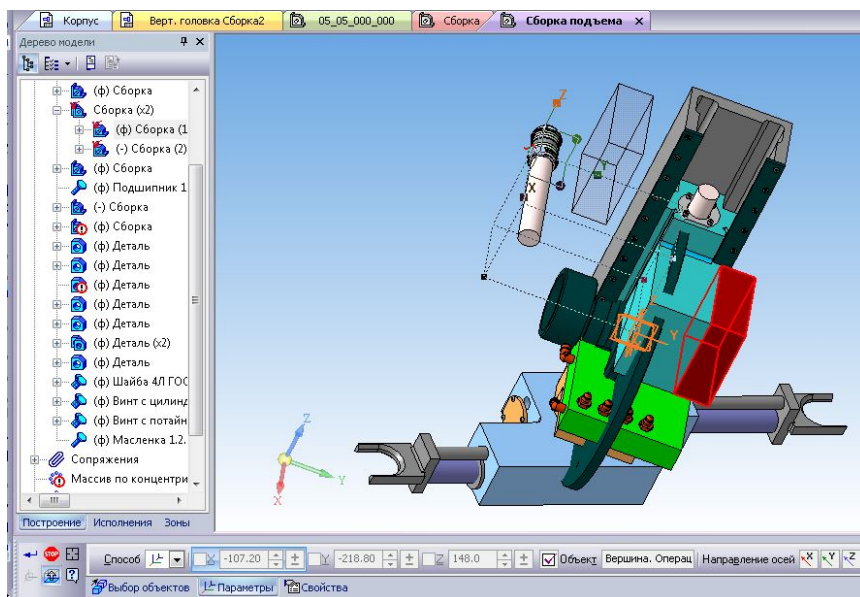 Корпус Верт. головка Сборка2 05_05_000_000 Сборка Сборка подъема
Дерево модели
(ф) Сборка
Сборка (x2)
(ф) Сборка (1
(-) Сборка (2)
(ф) Сборка
(ф) Подшипник 1
(-) Сборка
(ф) Сборка
(ф) Деталь
(ф) Деталь
(ф) Деталь
(ф) Деталь
(ф) Деталь
(ф) Деталь (x2)
(ф) Деталь
(ф) Шайба 4Л ГОС
(ф) Винт с цилинд
(ф) Винт с потайн
(ф) Масленка 1.2.
Сопряжения
Массив по концентри
Построение Исполнения Зоны
Z
Y
X
Y
Z
Y
X
Способ X -107.20 Y -218.80 Z 148.0 Объект Вершина. Операц Направление осей X Y Z
STOP
Выбор объектов Параметры Свойства